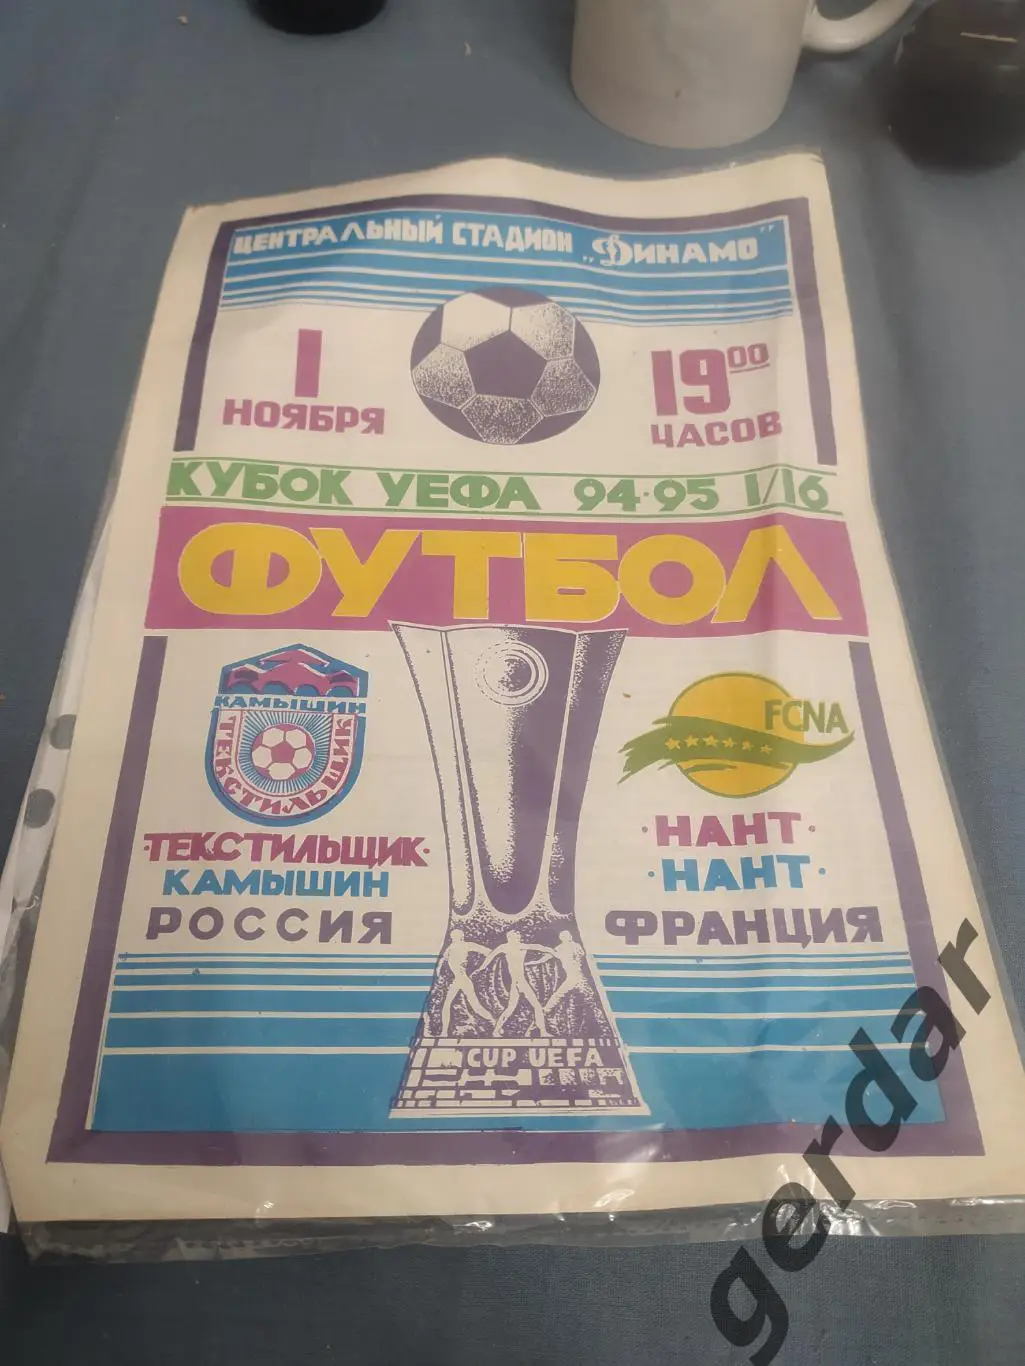 ЦЕНТРАЛЬНЫЙ СТАДИОН „ДИНАМО"
1
НОЯБРЯ
19 00
ЧАСОВ
КУБОК УЕФА 94·95 1/16
ФУТБОЛ
КАМЫШИН
ТЕКСТИЛЬЩИК
FCNA
·ТЕКСТИЛЬЩИК·
КАМЫШИН
РОССИЯ
·НАНТ·
·НАНТ·
ФРАНЦИЯ
CUP UEFA
gerdar